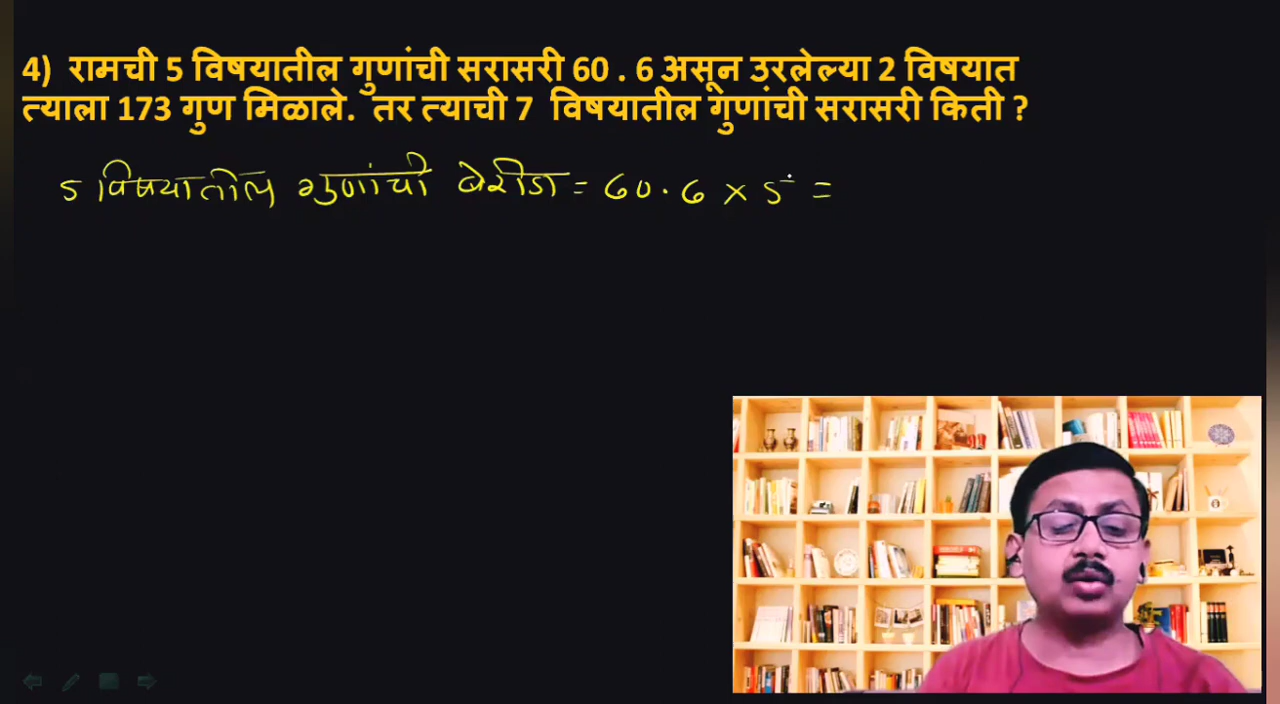 4) रामची 5 विषयातील गुणांची सरासरी 60 . 6 असून उरलेल्या 2 विषयात
त्याला 173 गुण मिळाले. तर त्याची 7 विषयातील गुणांची सरासरी किती ?
5 विषयातील गुणांची बेरीज = 60.6 × 5 =